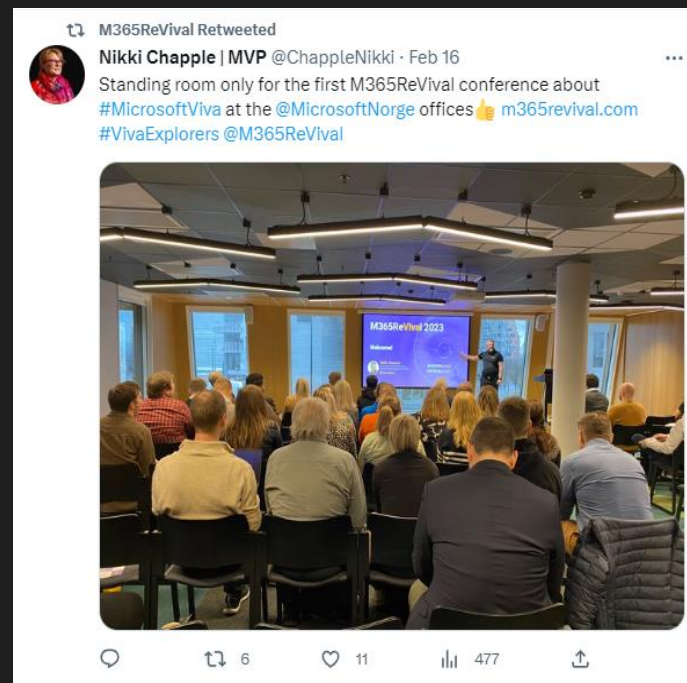 M365ReVival Retweeted
Nikki Chapple | MVP @ChappleNikki · Feb 16
Standing room only for the first M365ReVival conference about
#MicrosoftViva at the @MicrosoftNorge offices👍 m365revival.com
#VivaExplorers @M365ReVival
M365ReVival 2023
Welcome!
6 11 477